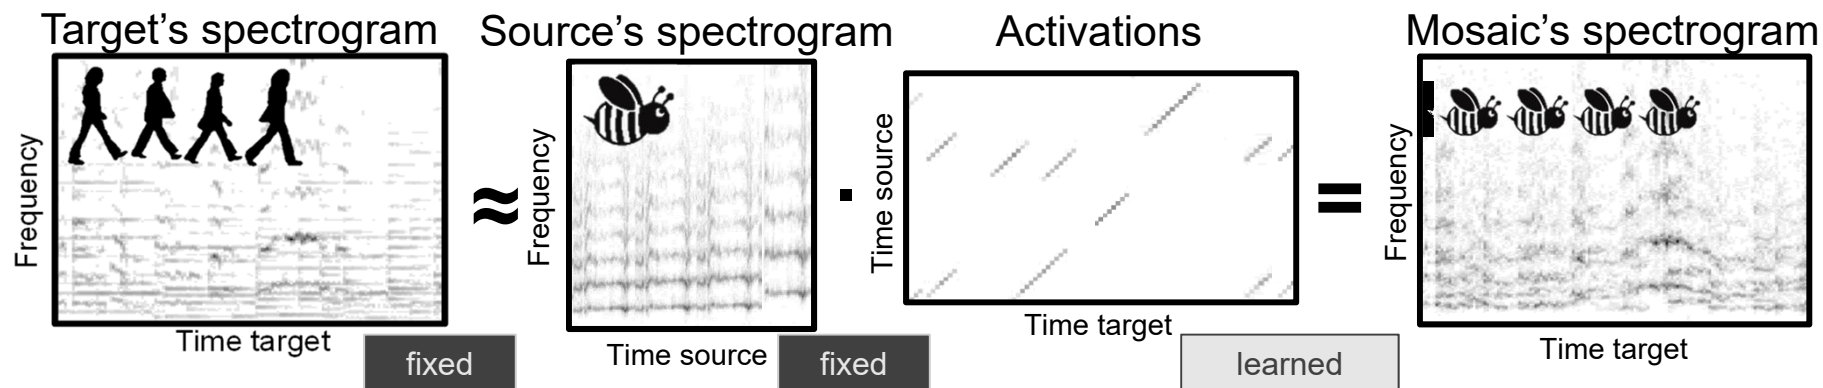 Target's spectrogram
Source's spectrogram
Activations
Mosaic's spectrogram
Frequency
≈
Frequency
·
Time source
=
Frequency
Time target
Time source
Time target
Time target
fixed
fixed
learned